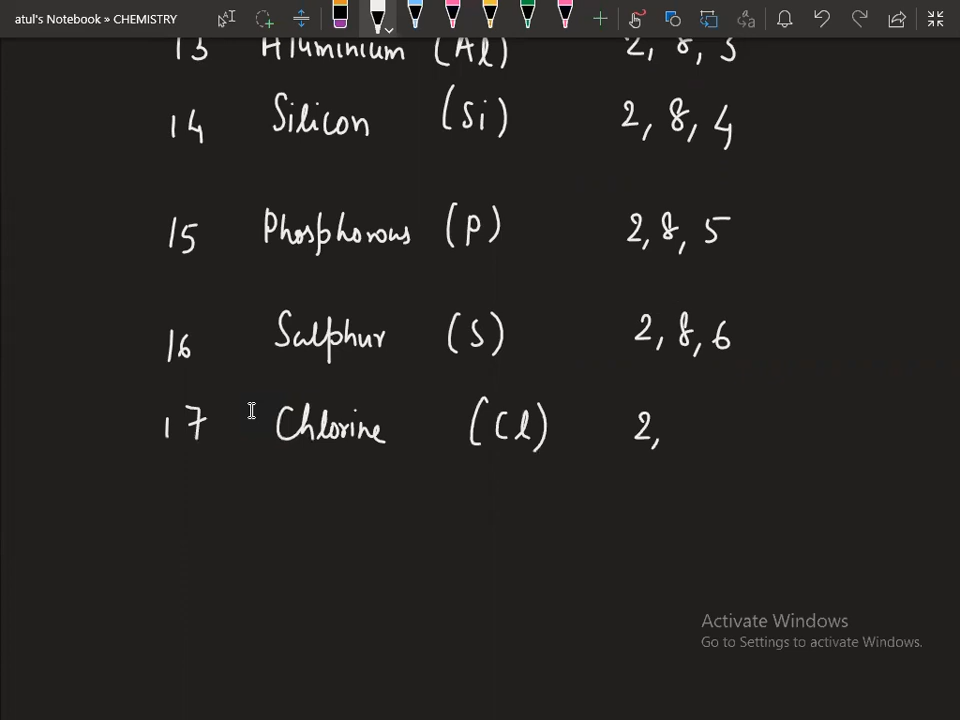 atul's Notebook » CHEMISTRY
13 Aluminium (Al) 2, 8, 3
14 Silicon (Si) 2, 8, 4
15 Phosphorous (P) 2, 8, 5
16 Sulphur (S) 2, 8, 6
17 Chlorine (Cl) 2,
Activate Windows
Go to Settings to activate Windows.